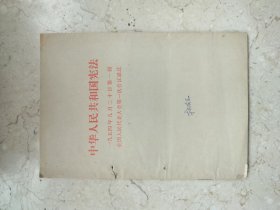 中华人民共和国宪法
一九五四年九月二十日第一届
全国人民代表大会第一次会议通过